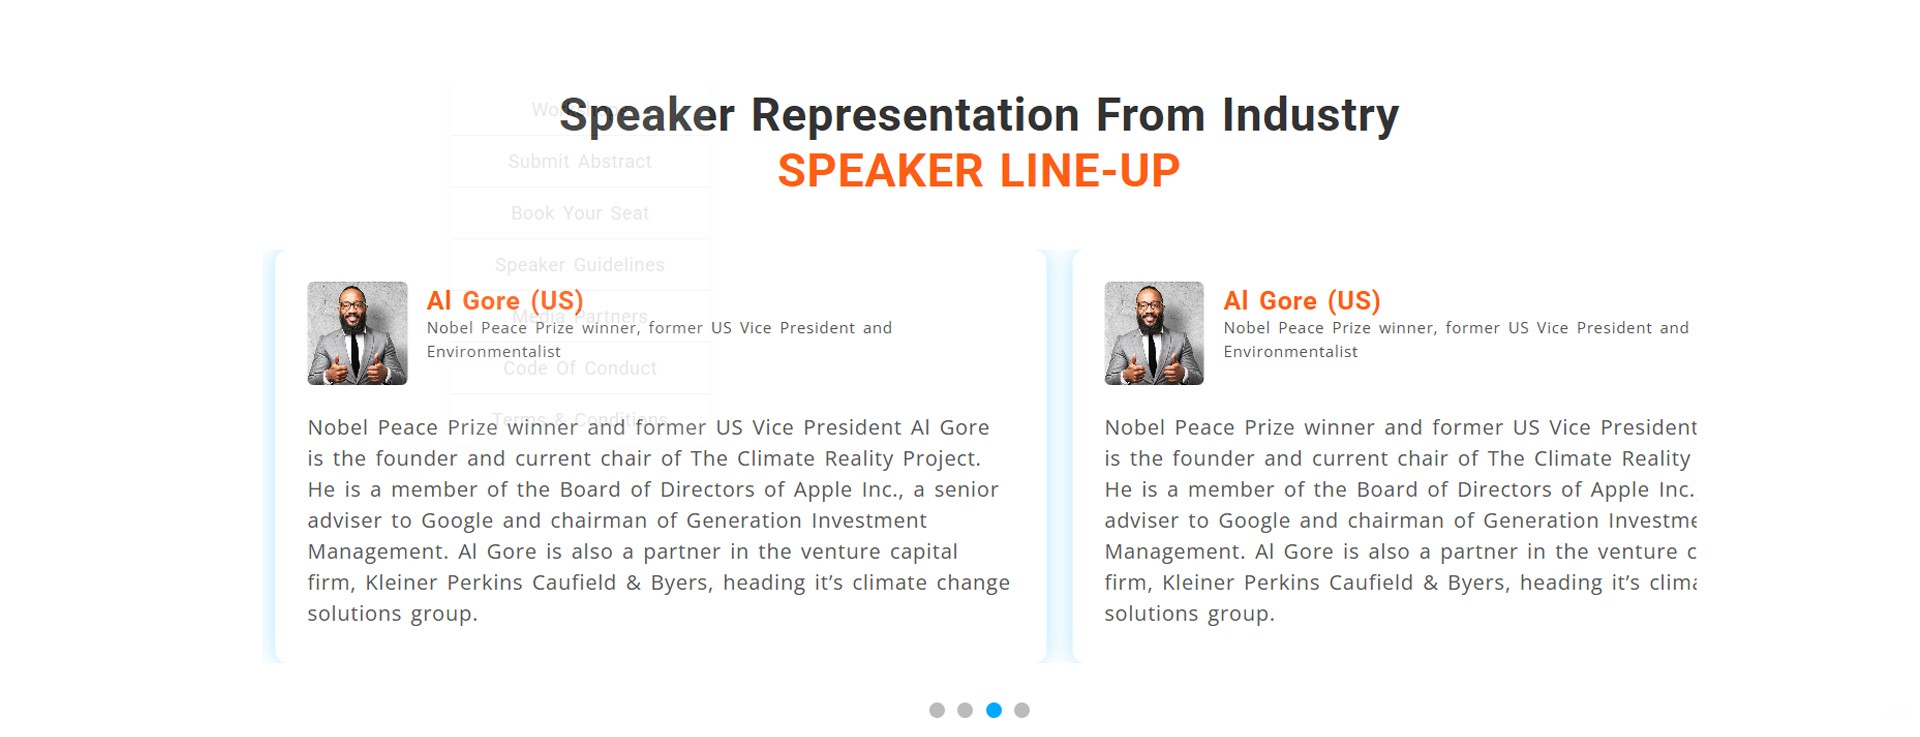 Speaker Representation From Industry
SPEAKER LINE-UP
Submit Abstract
Book Your Seat
Speaker Guidelines
Media Partners
Code Of Conduct
Terms & Conditions
Al Gore (US)
Nobel Peace Prize winner, former US Vice President and
Environmentalist
Nobel Peace Prize winner and former US Vice President Al Gore
is the founder and current chair of The Climate Reality Project.
He is a member of the Board of Directors of Apple Inc., a senior
adviser to Google and chairman of Generation Investment
Management. Al Gore is also a partner in the venture capital
firm, Kleiner Perkins Caufield & Byers, heading it’s climate change
solutions group.
Al Gore (US)
Nobel Peace Prize winner, former US Vice President and
Environmentalist
Nobel Peace Prize winner and former US Vice President
is the founder and current chair of The Climate Reality
He is a member of the Board of Directors of Apple Inc.,
adviser to Google and chairman of Generation Investme
Management. Al Gore is also a partner in the venture c
firm, Kleiner Perkins Caufield & Byers, heading it’s clima
solutions group.